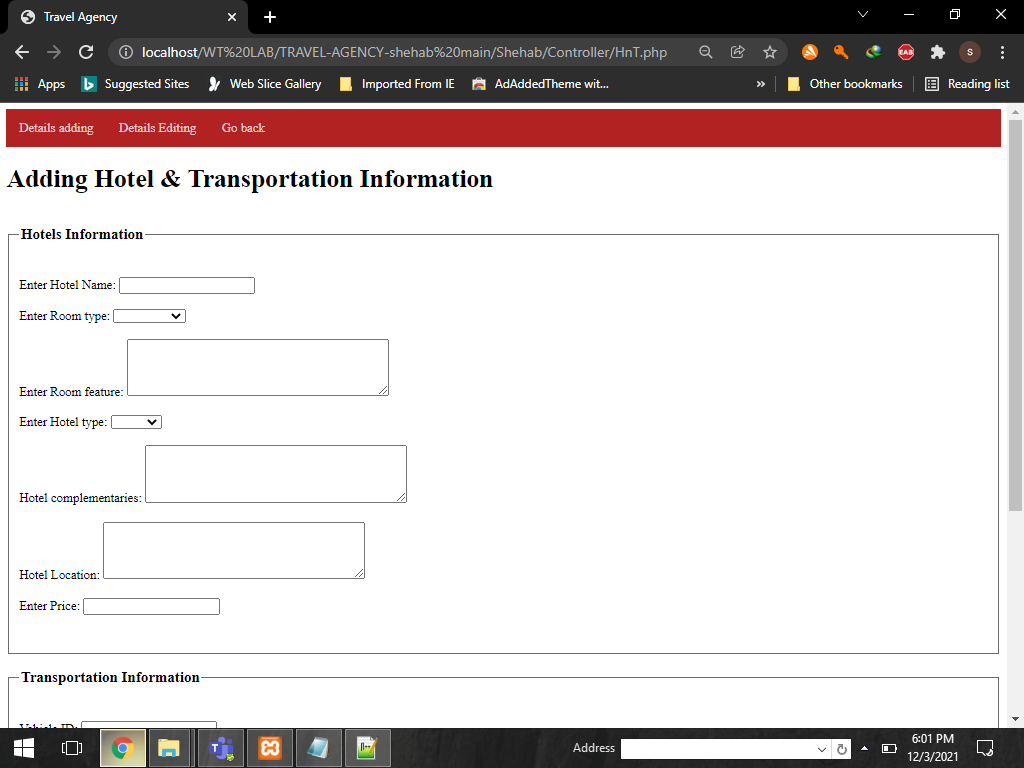 Travel Agency
localhost/WT%20LAB/TRAVEL-AGENCY-shehab%20main/Shehab/Controller/HnT.php
EAB
S
Apps
b
Suggested Sites
Web Slice Gallery
Imported From IE
AdAddedTheme wit...
»
Other bookmarks
Reading list
Details adding
Details Editing
Go back
Adding Hotel & Transportation Information
Hotels Information
Enter Hotel Name:
Enter Room type:
Enter Room feature:
Enter Hotel type:
Hotel complementaries:
Hotel Location:
Enter Price:
Transportation Information
Vehicle ID:
Address
6:01 PM
12/3/2021